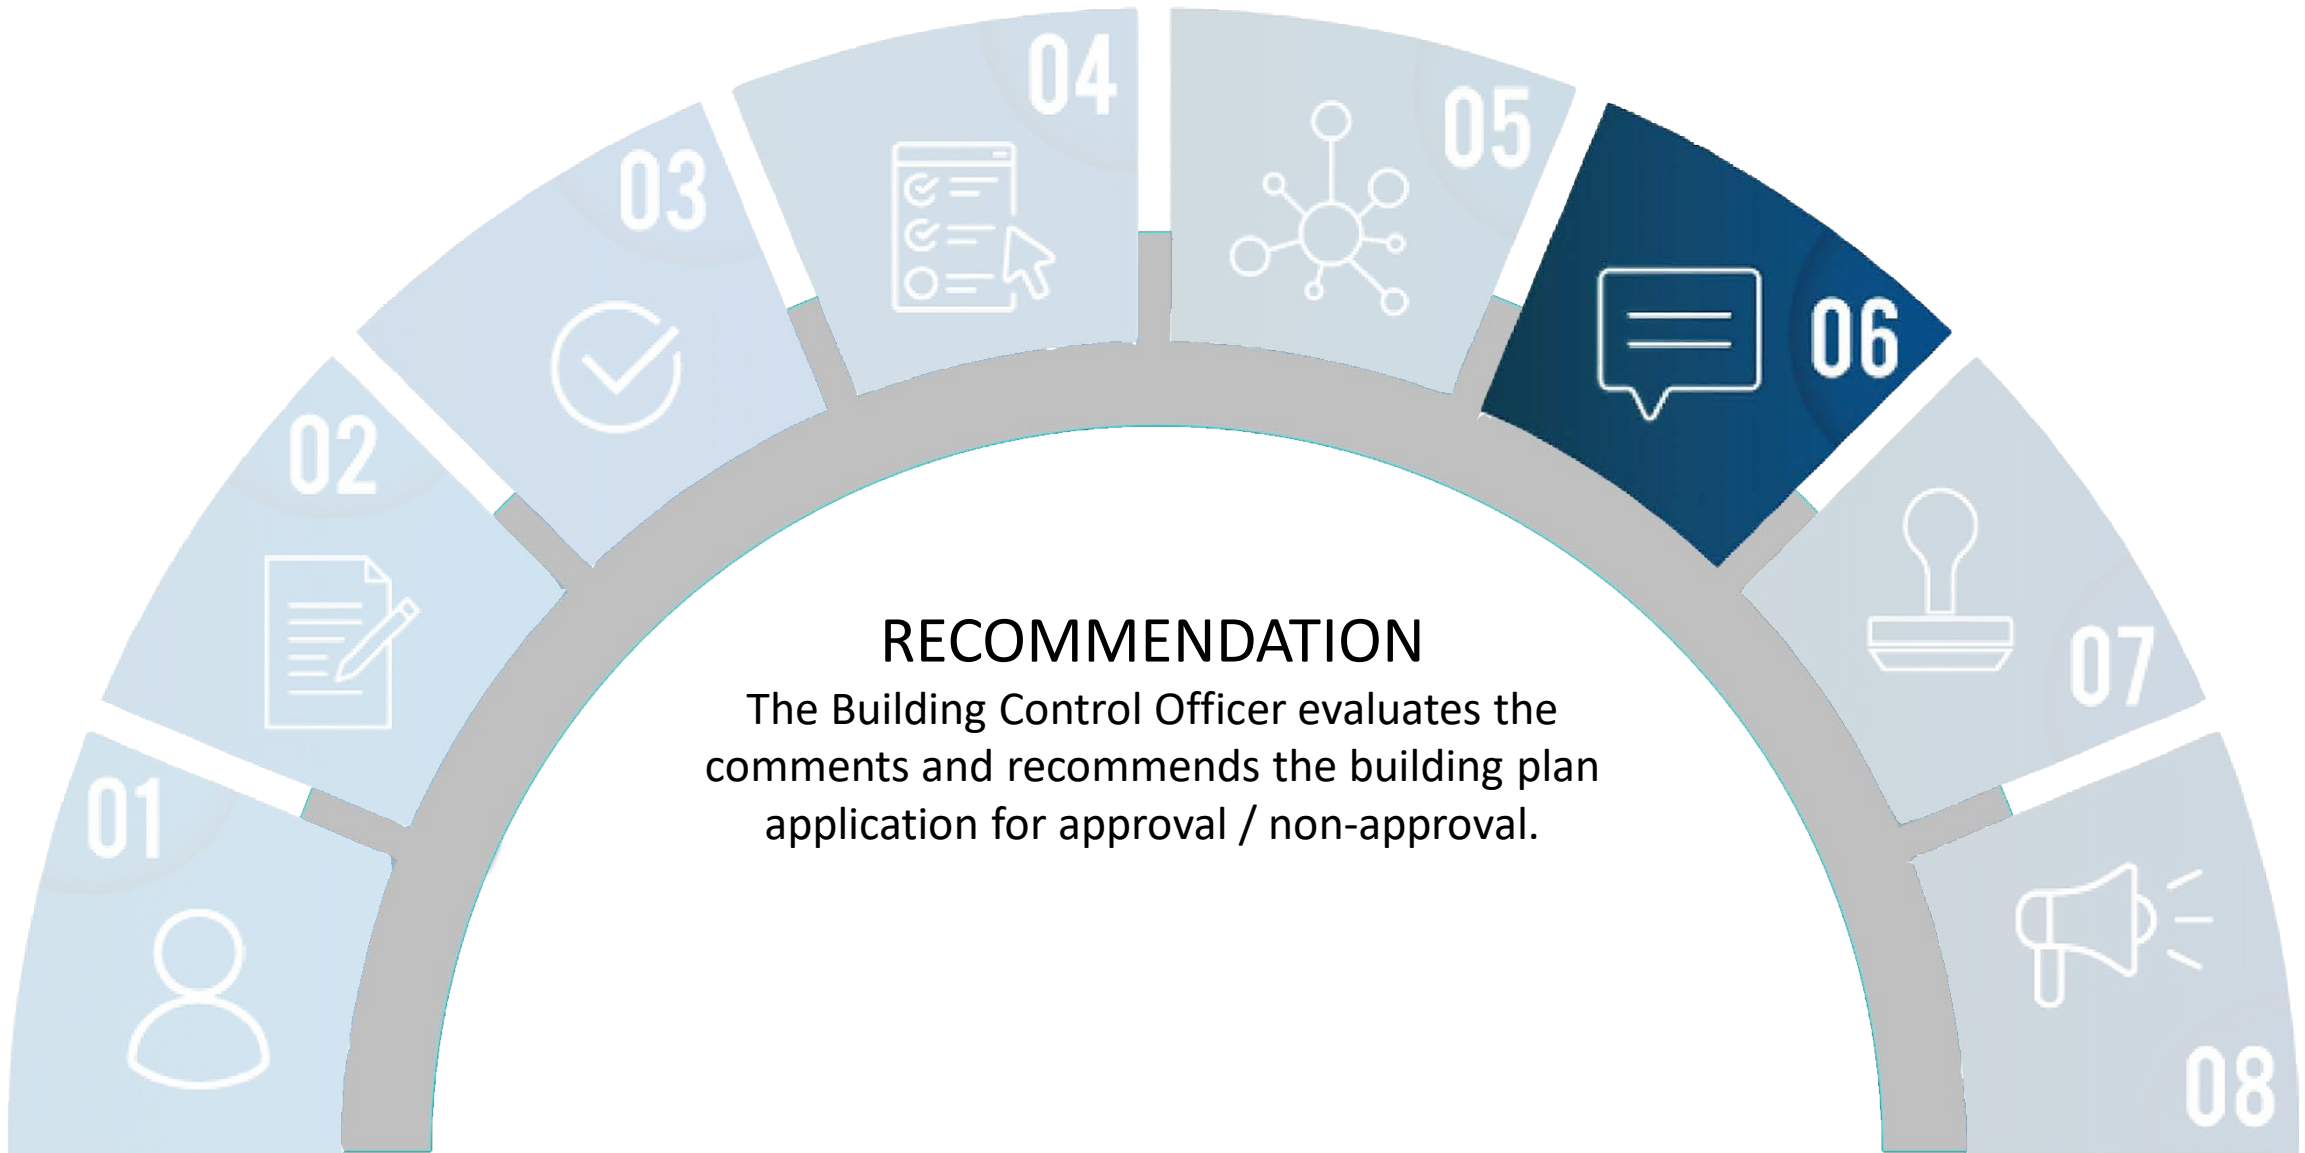 01
02
03
04
05
06
07
08
RECOMMENDATION
The Building Control Officer evaluates the
comments and recommends the building plan
application for approval / non-approval.